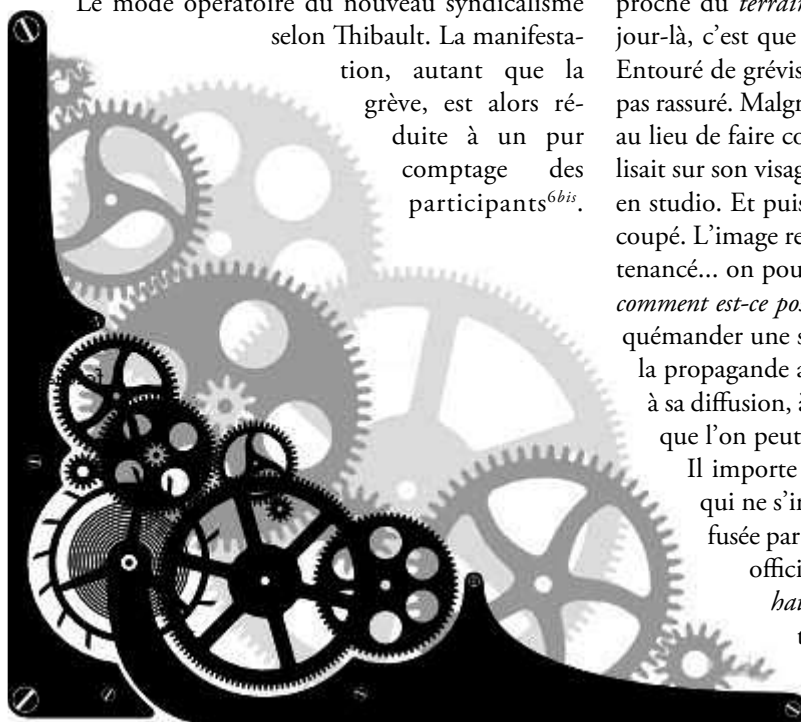 Le mode opératoire du nouveau syndicalisme
selon Thibault. La manifesta-
tion, autant que la
grève, est alors ré-
duite à un pur
comptage des
participants6bis.
proche du terrain
jour-là, c'est que
Entouré de grévis
pas rassuré. Malgr
au lieu de faire co
lisait sur son visag
en studio. Et puis
coupé. L'image re
tenancé... on pou
comment est-ce pos
quémander une s
la propagande a
à sa diffusion, à
que l'on peut
Il importe
qui ne s'in
fusée par
offici
hau
t